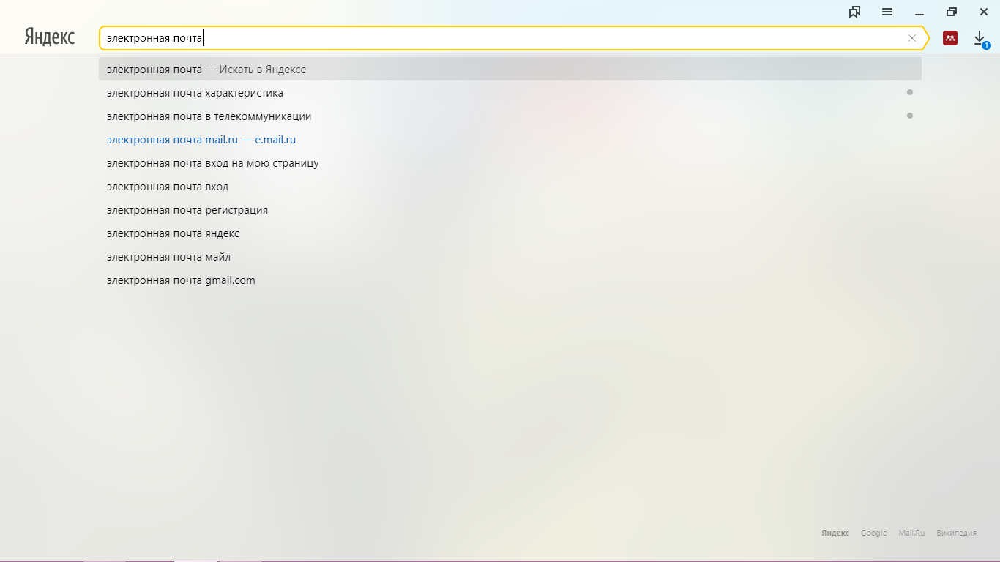 Яндекс
электронная почта
1
электронная почта — Искать в Яндексе
электронная почта характеристика
электронная почта в телекоммуникации
электронная почта mail.ru — e.mail.ru
электронная почта вход на мою страницу
электронная почта вход
электронная почта регистрация
электронная почта яндекс
электронная почта майл
электронная почта gmail.com
Яндекс Google Mail.Ru Википедия